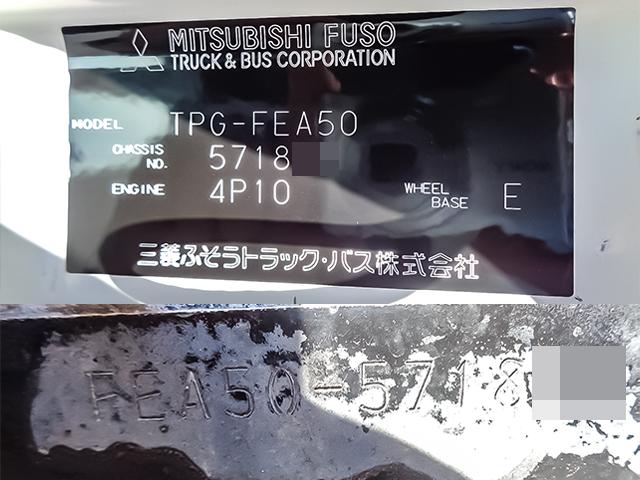 MITSUBISHI FUSO
TRUCK & BUS CORPORATION
MODEL TPG-FEA50
CHASSIS NO. 5718
ENGINE 4P10 WHEEL BASE E
三菱ふそうトラック・バス株式会社
FEA50-5718